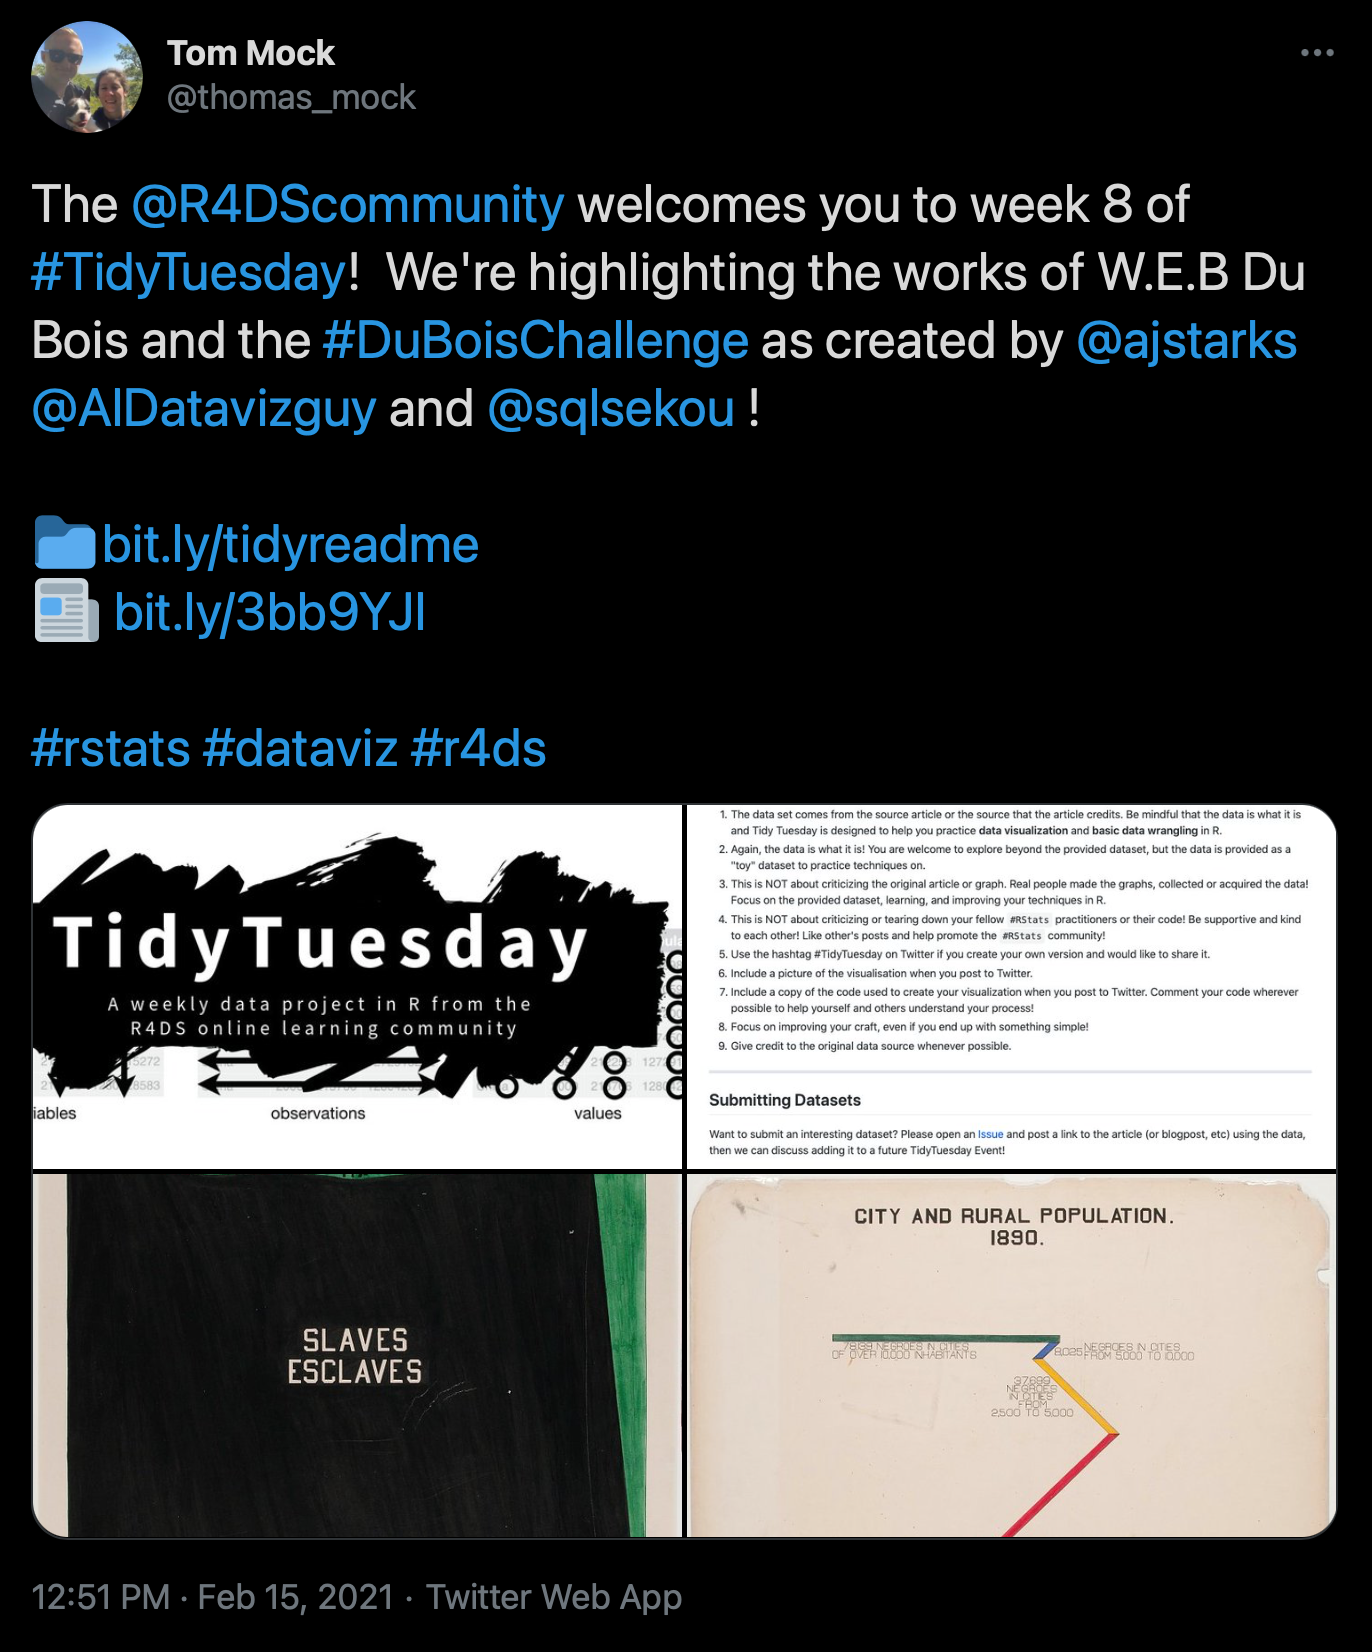 Tom Mock
@thomas_mock
The @R4DScommunity welcomes you to week 8 of
#TidyTuesday!  We're highlighting the works of W.E.B Du
Bois and the #DuBoisChallenge as created by @ajstarks
@AlDatavizguy and @sqlsekou !
bit.ly/tidyreadme
bit.ly/3bb9YJl
#rstats #dataviz #r4ds
TidyTuesday
A weekly data project in R from the
R4DS online learning community
iables
observations
values
1. The data set comes from the source article or the source that the article credits. Be mindful that the data is what it is
and Tidy Tuesday is designed to help you practice data visualization and basic data wrangling in R.
2. Again, the data is what it is! You are welcome to explore beyond the provided dataset, but the data is provided as a
"toy" dataset to practice techniques on.
3. This is NOT about criticizing the original article or graph. Real people made the graphs, collected or acquired the data!
Focus on the provided dataset, learning, and improving your techniques in R.
4. This is NOT about criticizing or tearing down your fellow #RStats practitioners or their code! Be supportive and kind
to each other! Like other's posts and help promote the #RStats community!
5. Use the hashtag #TidyTuesday on Twitter if you create your own version and would like to share it.
6. Include a picture of the visualisation when you post to Twitter.
7. Include a copy of the code used to create your visualization when you post to Twitter. Comment your code wherever
possible to help yourself and others understand your process!
8. Focus on improving your craft, even if you end up with something simple!
9. Give credit to the original data source whenever possible.
Submitting Datasets
Want to submit an interesting dataset? Please open an Issue and post a link to the article (or blogpost, etc) using the data,
then we can discuss adding it to a future TidyTuesday Event!
SLAVES
ESCLAVES
CITY AND RURAL POPULATION.
1890.
78,139 NEGROES IN CITIES
OF OVER 10,000 INHABITANTS
8,025 NEGROES IN CITIES
FROM 5,000 TO 10,000
37,699
NEGROES
IN CITIES
FROM
2,500 TO 5,000
12:51 PM · Feb 15, 2021 · Twitter Web App